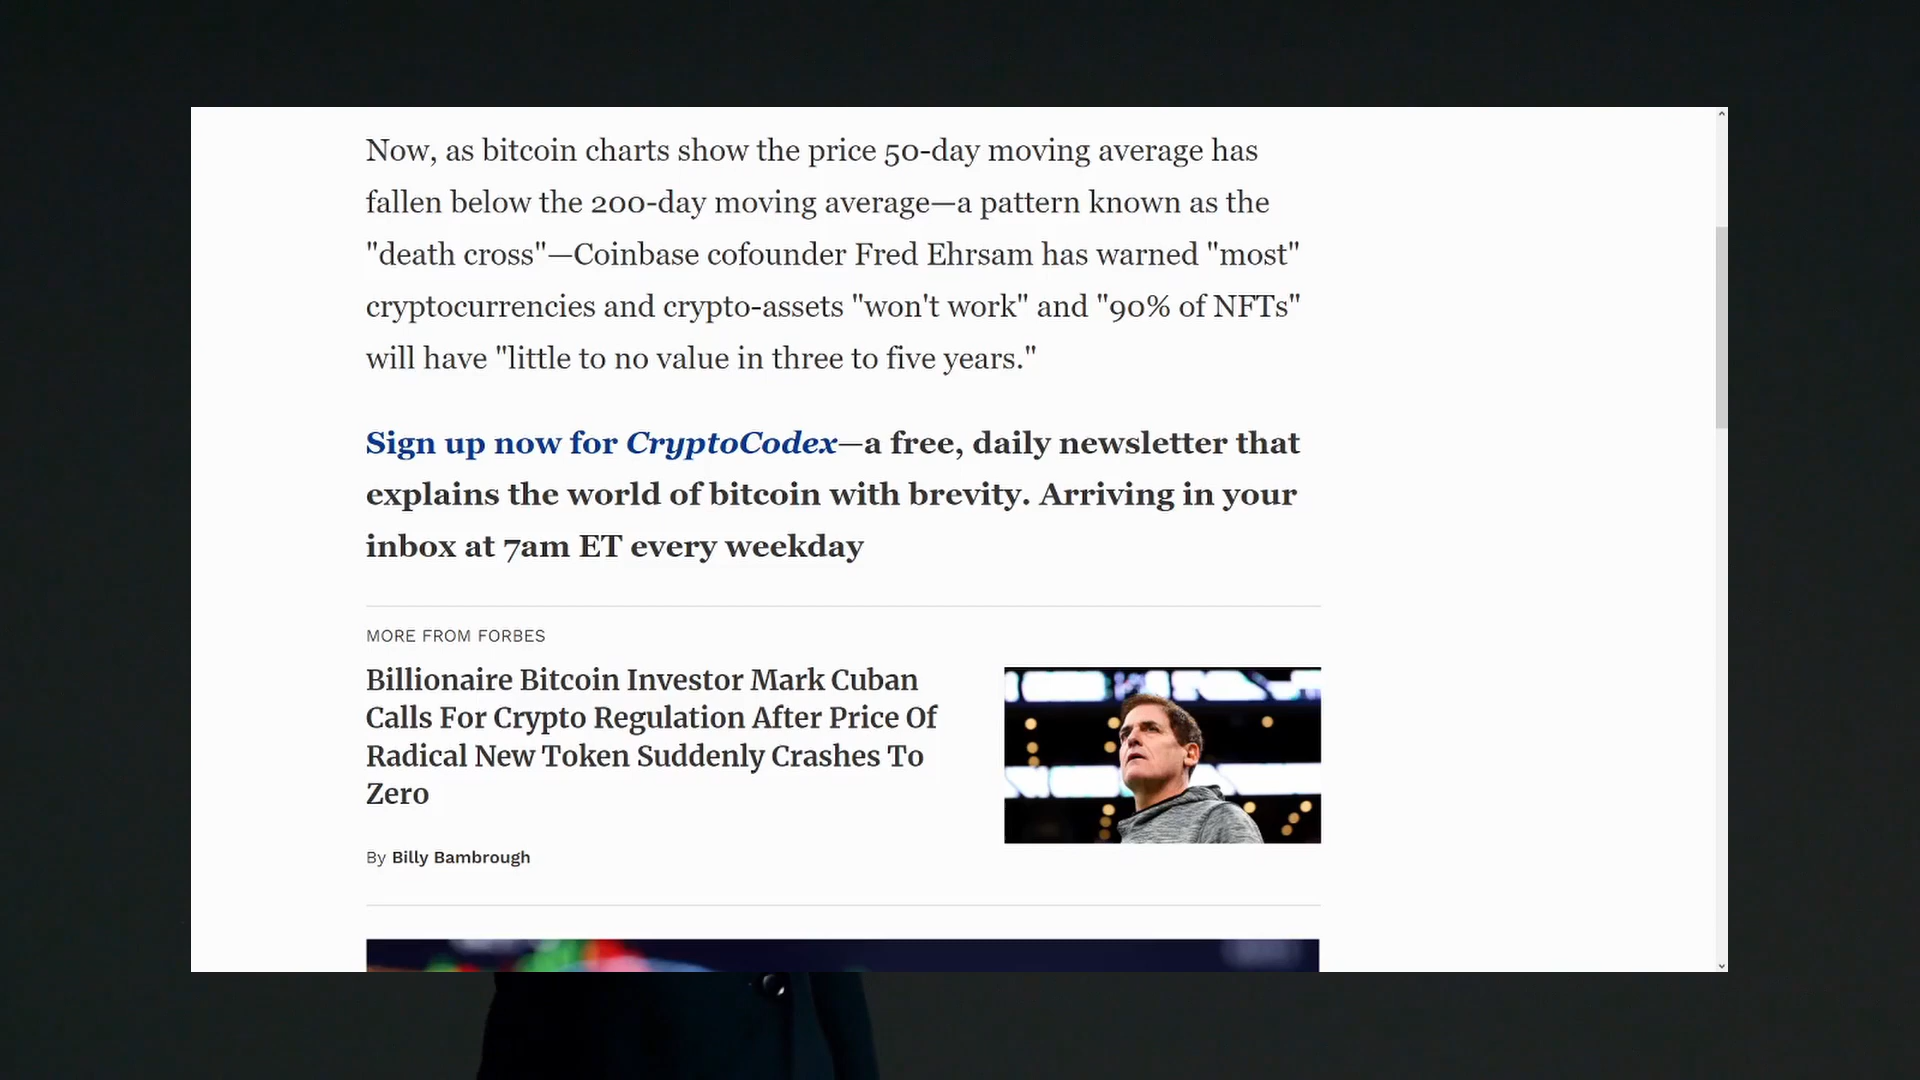 Now, as bitcoin charts show the price 50-day moving average has
fallen below the 200-day moving average—a pattern known as the
"death cross"—Coinbase cofounder Fred Ehrsam has warned "most"
cryptocurrencies and crypto-assets "won't work" and "90% of NFTs"
will have "little to no value in three to five years."
Sign up now for CryptoCodex—a free, daily newsletter that
explains the world of bitcoin with brevity. Arriving in your
inbox at 7am ET every weekday
MORE FROM FORBES
Billionaire Bitcoin Investor Mark Cuban
Calls For Crypto Regulation After Price Of
Radical New Token Suddenly Crashes To
Zero
By Billy Bambrough